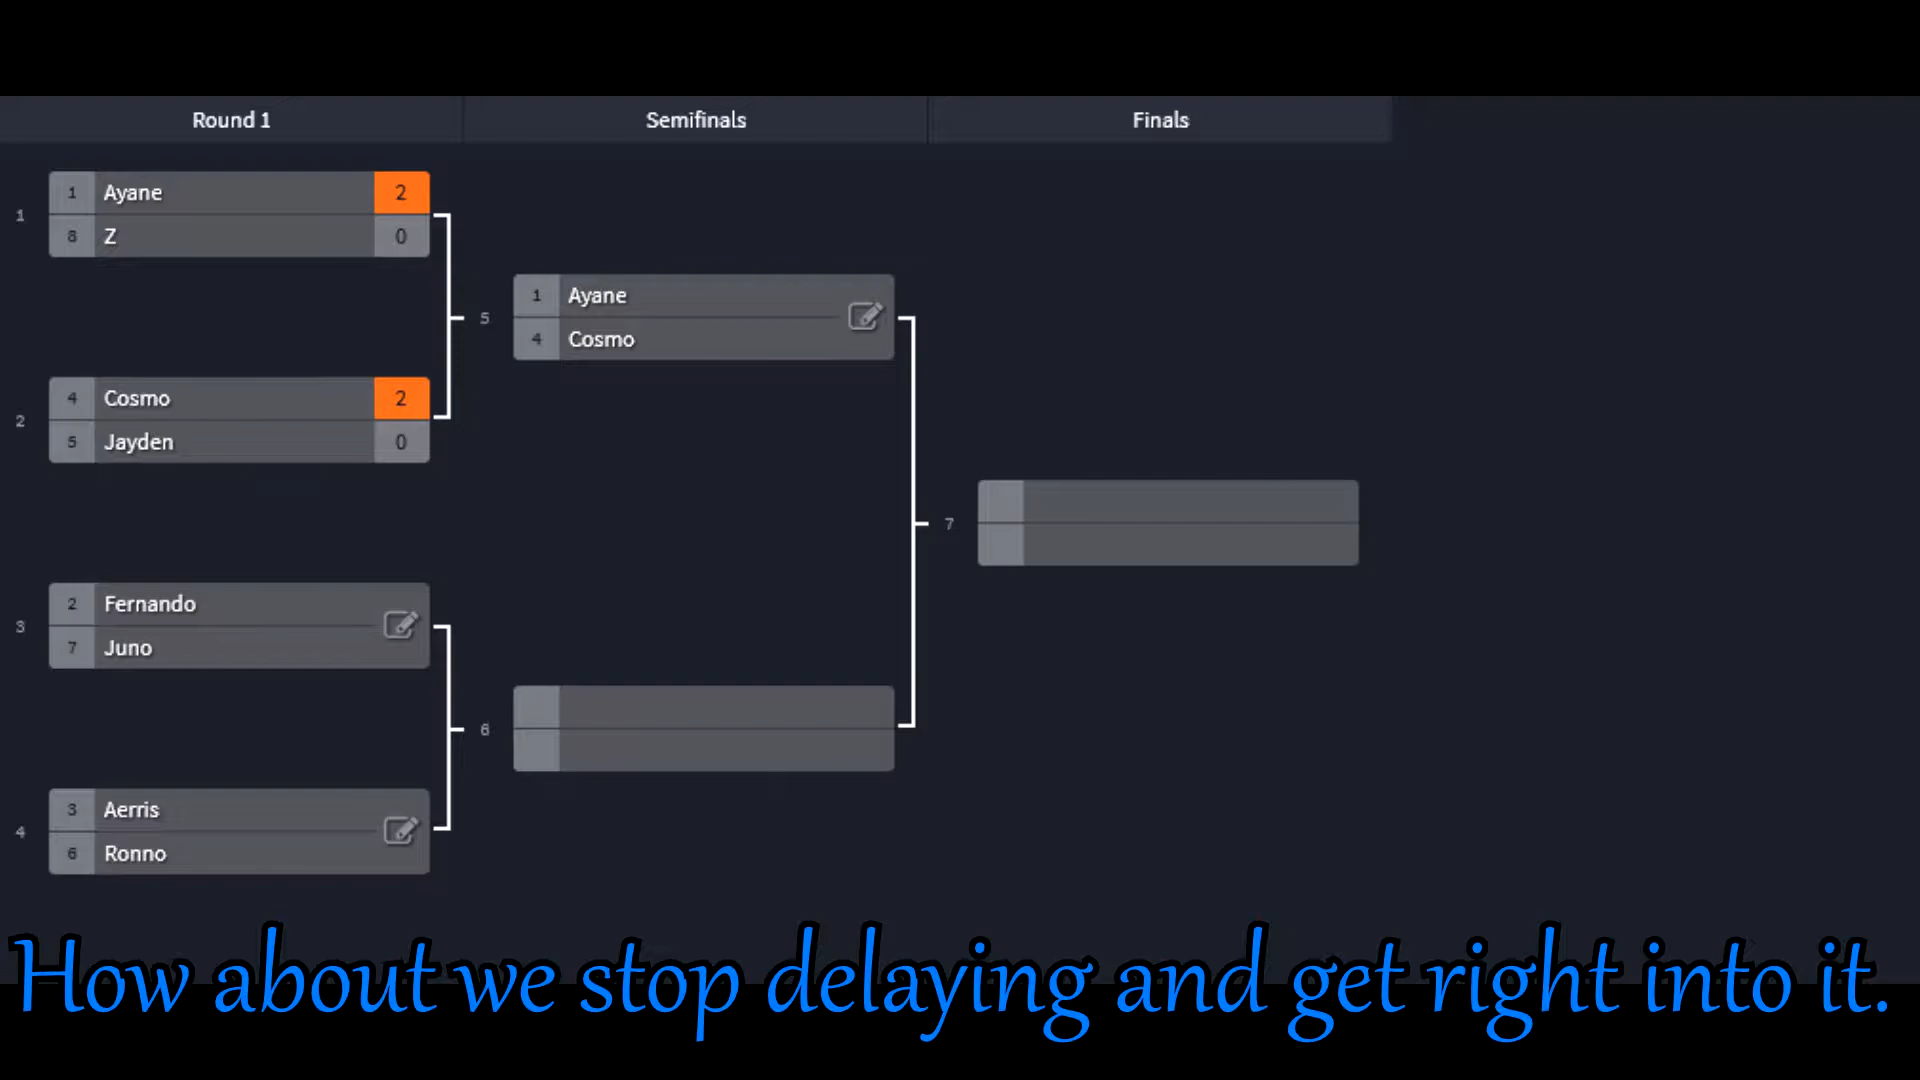 Round 1
Semifinals
Finals
1
1 Ayane 2
8 Z 0
2
4 Cosmo 2
5 Jayden 0
3
2 Fernando
7 Juno
4
3 Aerris
6 Ronno
5
1 Ayane
4 Cosmo
6
7
How about we stop delaying and get right into it.